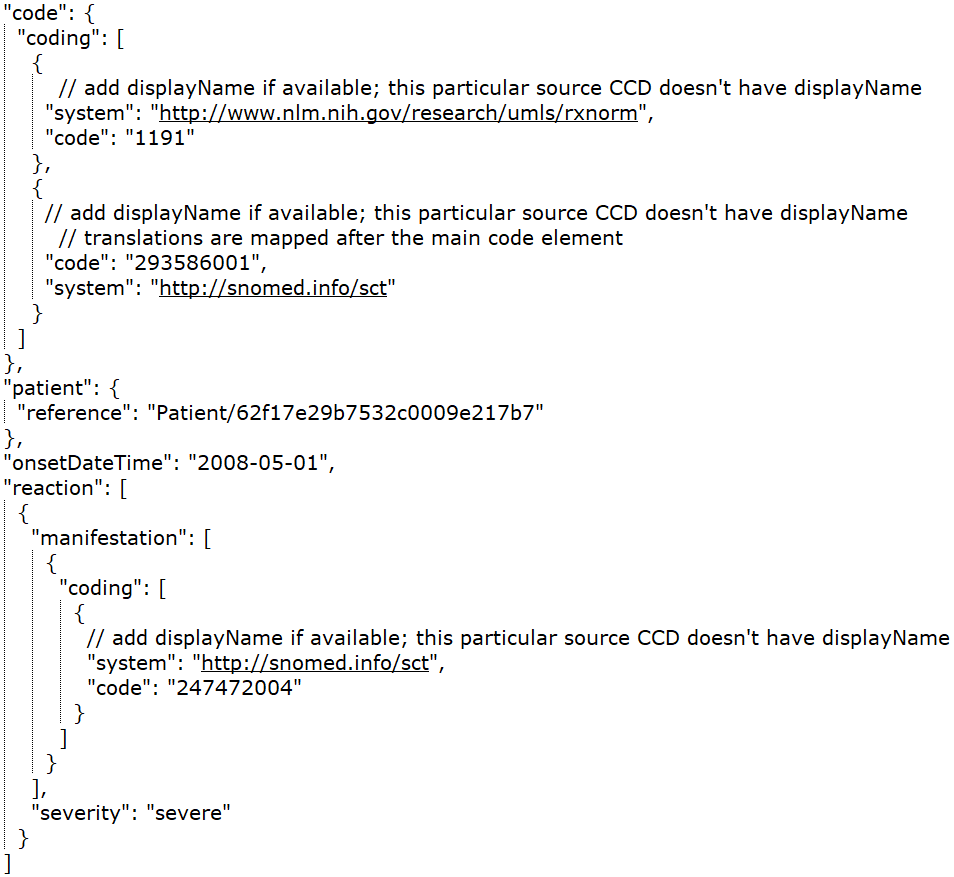 "code": {
"coding": [
{
// add displayName if available; this particular source CCD doesn't have displayName
"system": "http://www.nlm.nih.gov/research/umls/rxnorm",
"code": "1191"
},
{
// add displayName if available; this particular source CCD doesn't have displayName
// translations are mapped after the main code element
"code": "293586001",
"system": "http://snomed.info/sct"
}
]
},
"patient": {
"reference": "Patient/62f17e29b7532c0009e217b7"
},
"onsetDateTime": "2008-05-01",
"reaction": [
{
"manifestation": [
{
"coding": [
{
// add displayName if available; this particular source CCD doesn't have displayName
"system": "http://snomed.info/sct",
"code": "247472004"
}
]
}
],
"severity": "severe"
}
]